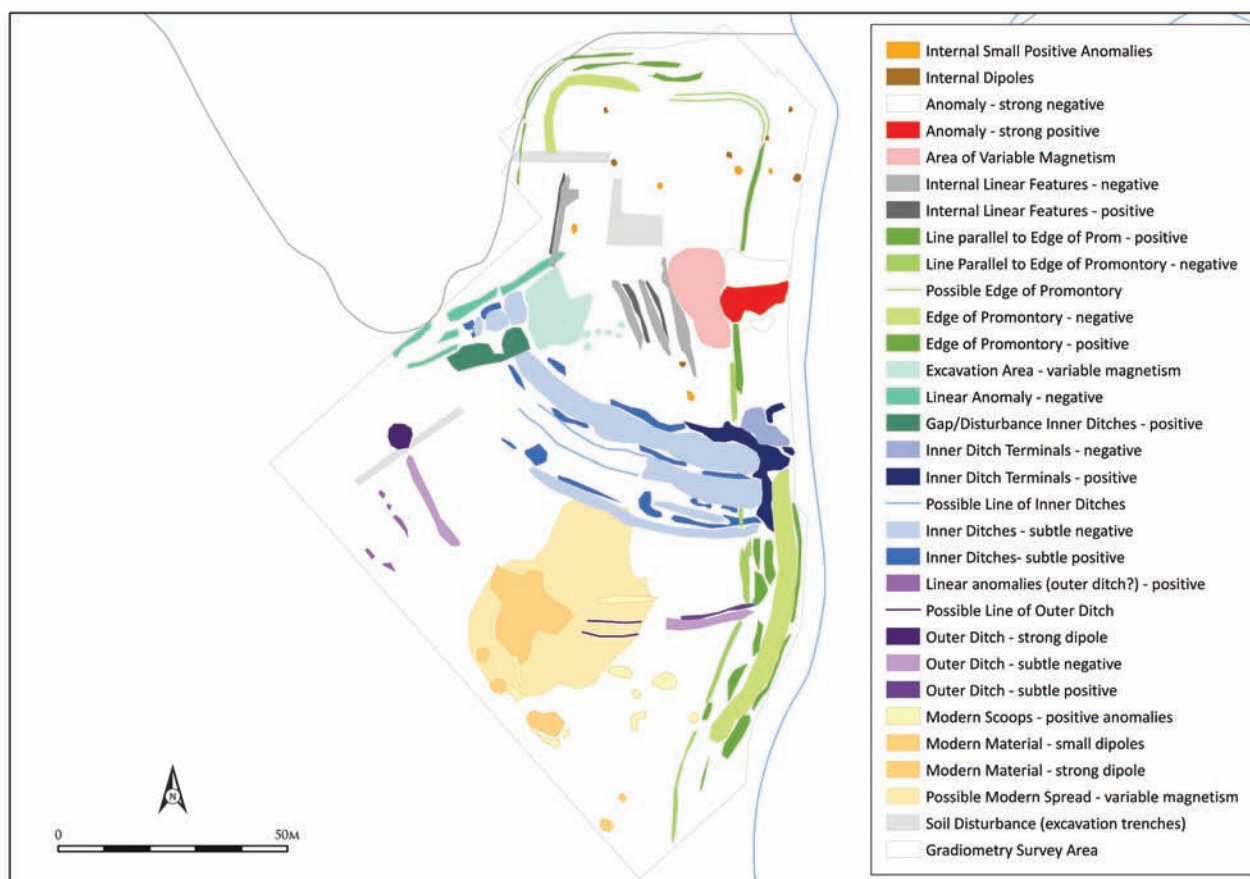 Internal Small Positive Anomalies
Internal Dipoles
Anomaly - strong negative
Anomaly - strong positive
Area of Variable Magnetism
Internal Linear Features - negative
Internal Linear Features - positive
Line parallel to Edge of Prom - positive
Line Parallel to Edge of Promontory - negative
Possible Edge of Promontory
Edge of Promontory - negative
Edge of Promontory - positive
Excavation Area - variable magnetism
Linear Anomaly - negative
Gap/Disturbance Inner Ditches - positive
Inner Ditch Terminals - negative
Inner Ditch Terminals - positive
Possible Line of Inner Ditches
Inner Ditches - subtle negative
Inner Ditches- subtle positive
Linear anomalies (outer ditch?) - positive
Possible Line of Outer Ditch
Outer Ditch - strong dipole
Outer Ditch - subtle negative
Outer Ditch - subtle positive
Modern Scoops - positive anomalies
Modern Material - small dipoles
Modern Material - strong dipole
Possible Modern Spread - variable magnetism
Soil Disturbance (excavation trenches)
Gradiometry Survey Area
N
0 50M